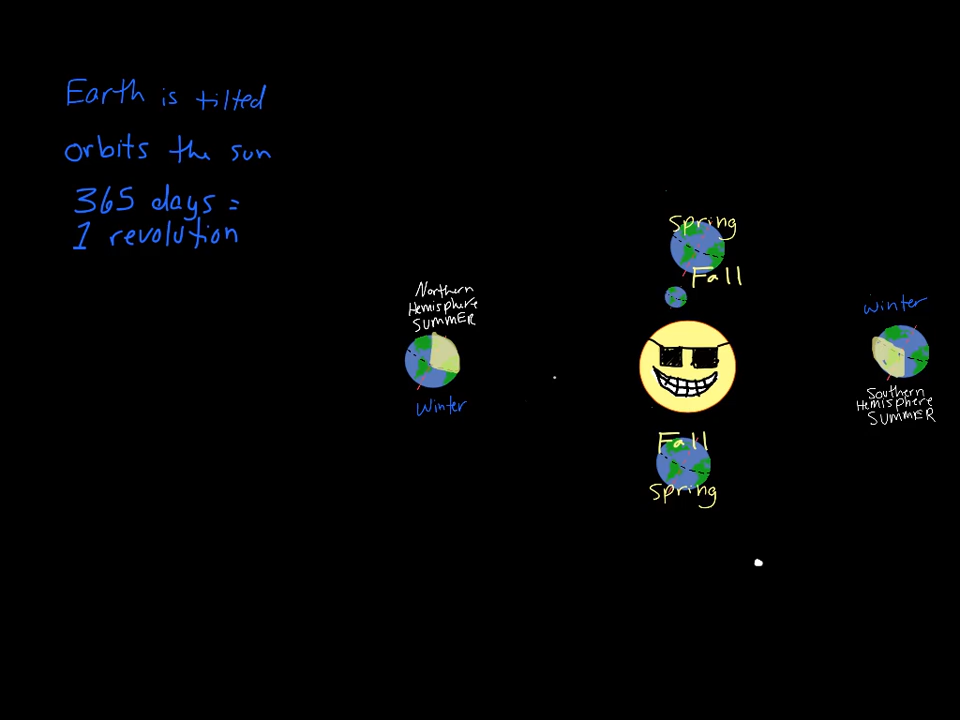 Earth is tilted
orbits the sun
365 days =
1 revolution
Spring
Fall
Northern
Hemisphere
SUMMER
Winter
Winter
Southern
Hemisphere
SUMMER
Fall
Spring